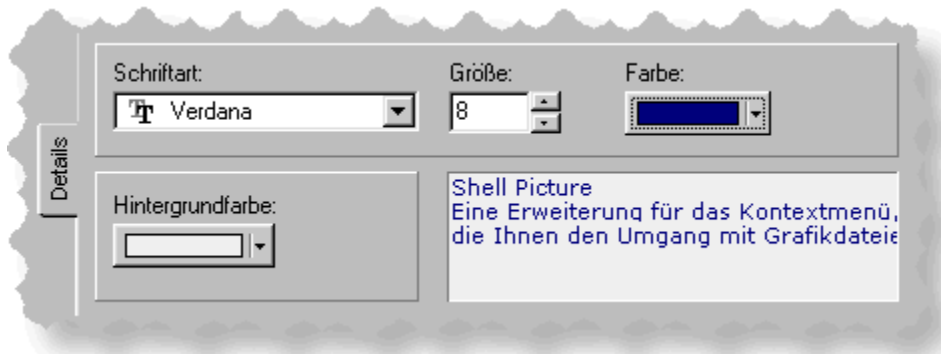 Schriftart:
Größe:
Farbe:
Verdana
8
Details
Hintergrundfarbe:
Shell Picture
Eine Erweiterung für das Kontextmenü,
die Ihnen den Umgang mit Grafikdateie